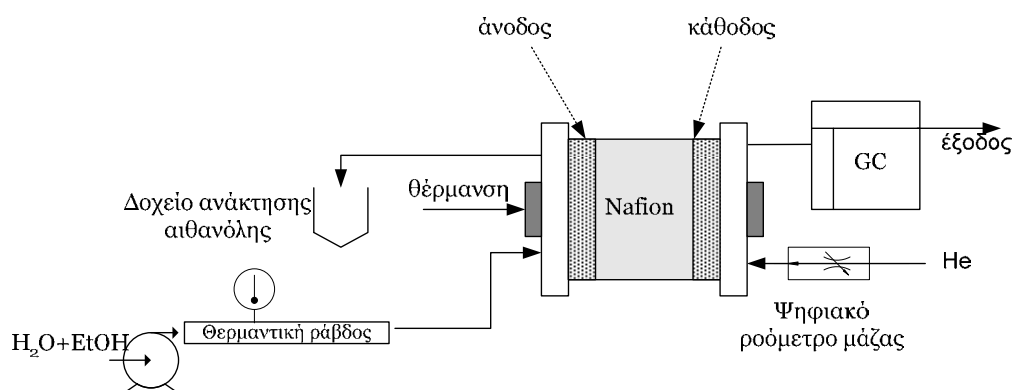 άνοδος
κάθοδος
GC
έξοδος
θέρμανση
Nafion
Δοχείο ανάκτησης
αιθανόλης
He
Ψηφιακό
ροόμετρο μάζας
Θερμαντική ράβδος
H₂O+EtOH